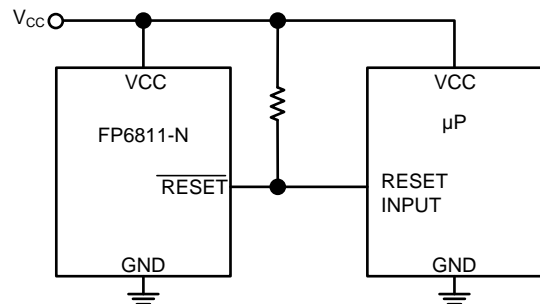 VCC
VCC
VCC
FP6811-N
µP
RESET
RESET
INPUT
GND
GND